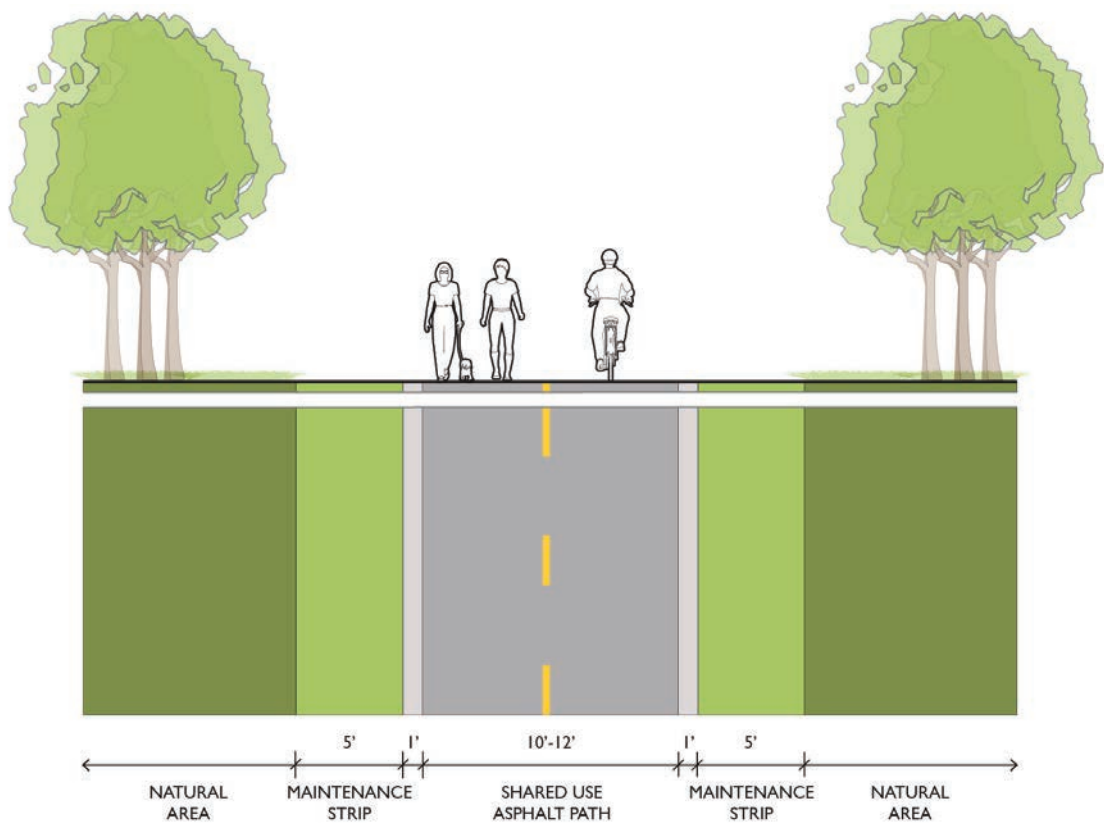 5’ 1’ 10’-12’ 1’ 5’
NATURAL MAINTENANCE SHARED USE MAINTENANCE NATURAL
AREA STRIP ASPHALT PATH STRIP AREA